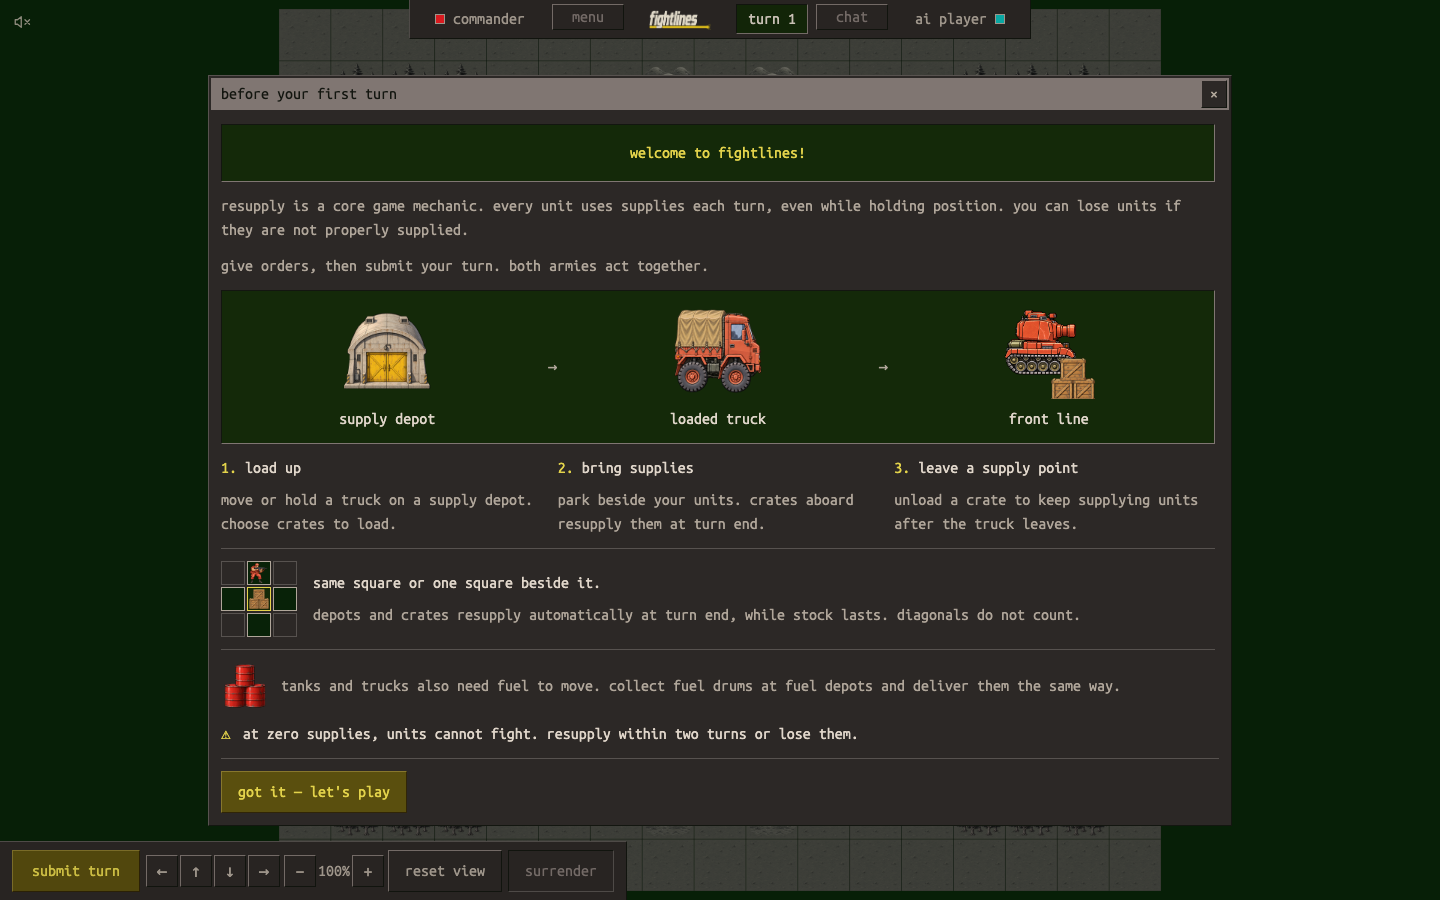 commander
menu
fightlines
turn 1
chat
ai player
before your first turn
×
welcome to fightlines!
resupply is a core game mechanic. every unit uses supplies each turn, even while holding position. you can lose units if
they are not properly supplied.
give orders, then submit your turn. both armies act together.
→
→
supply depot
loaded truck
front line
1. load up
move or hold a truck on a supply depot.
choose crates to load.
2. bring supplies
park beside your units. crates aboard
resupply them at turn end.
3. leave a supply point
unload a crate to keep supplying units
after the truck leaves.
same square or one square beside it.
depots and crates resupply automatically at turn end, while stock lasts. diagonals do not count.
tanks and trucks also need fuel to move. collect fuel drums at fuel depots and deliver them the same way.
⚠ at zero supplies, units cannot fight. resupply within two turns or lose them.
got it — let's play
submit turn
← ↑ ↓ → − 100% +
reset view
surrender